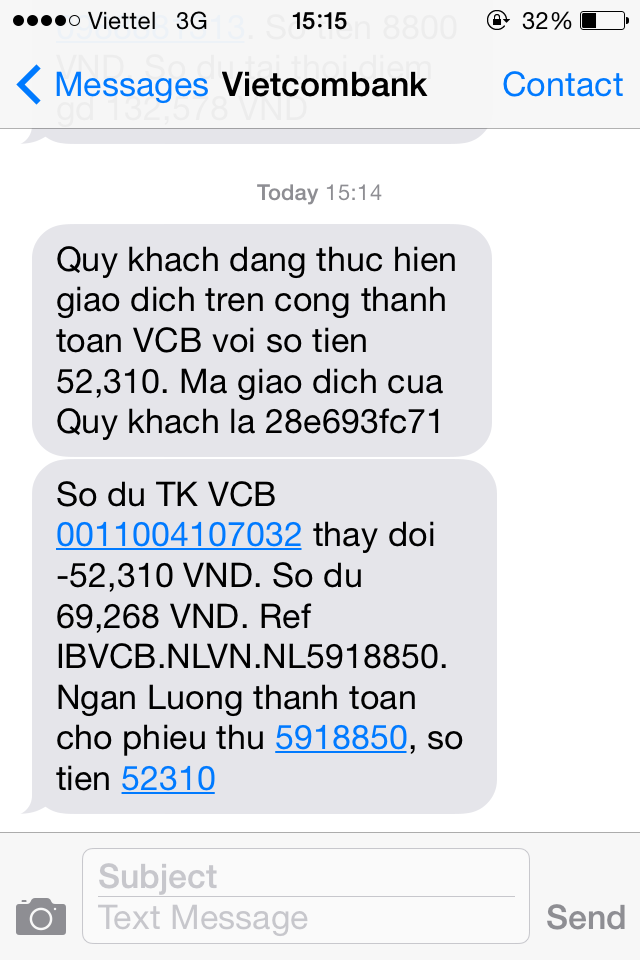 Viettel 3G 15:15 32%
. So tien 8800
VND. So du tai thoi diem
gd 132,578 VND
Messages Vietcombank Contact
Today 15:14
Quy khach dang thuc hien
giao dich tren cong thanh
toan VCB voi so tien
52,310. Ma giao dich cua
Quy khach la 28e693fc71
So du TK VCB
0011004107032 thay doi
-52,310 VND. So du
69,268 VND. Ref
IBVCB.NLVN.NL5918850.
Ngan Luong thanh toan
cho phieu thu 5918850, so
tien 52310
Subject
Text Message
Send